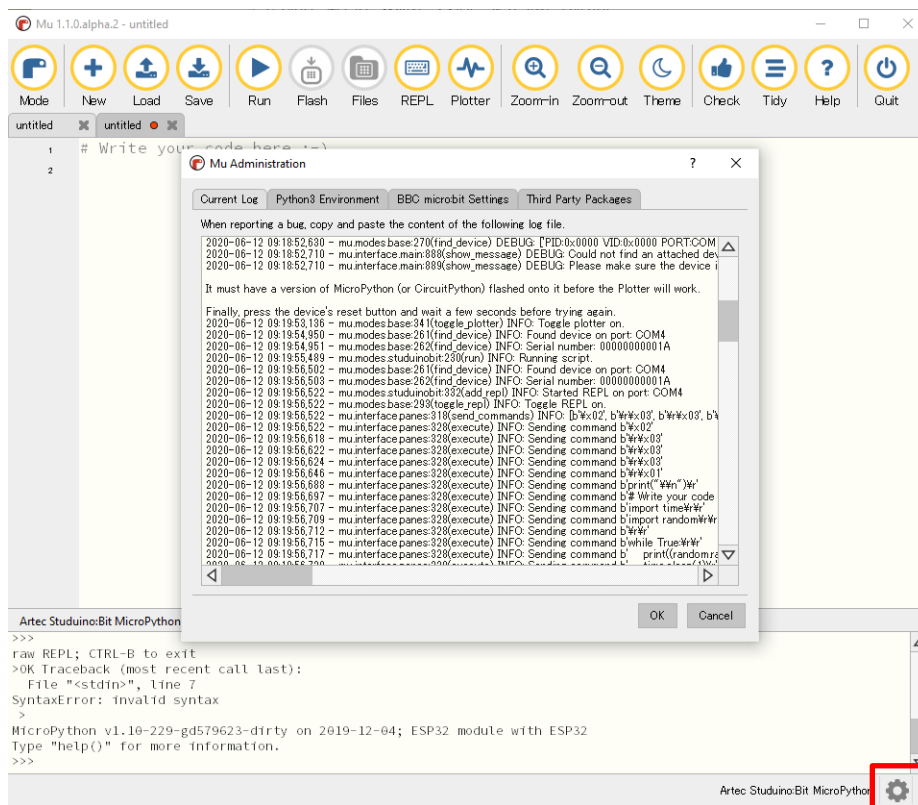 Mu 1.1.0.alpha.2 - untitled
Mode New Load Save Run Flash Files REPL Plotter Zoom-in Zoom-out Theme Check Tidy Help Quit
untitled untitled
1 # Write your code here :-)
2
Mu Administration
Current Log Python3 Environment BBC microbit Settings Third Party Packages
When reporting a bug, copy and paste the content of the following log file.
2020-06-12 09:18:52,630 - mu.modes.base:270(find_device) DEBUG: ['PID:0x0000 VID:0x0000 PORT:COM
2020-06-12 09:18:52,710 - mu.interface.main:888(show_message) DEBUG: Could not find an attached dev
2020-06-12 09:18:52,710 - mu.interface.main:889(show_message) DEBUG: Please make sure the device i
It must have a version of MicroPython (or CircuitPython) flashed onto it before the Plotter will work.
Finally, press the device's reset button and wait a few seconds before trying again.
2020-06-12 09:19:53,136 - mu.modes.base:341(toggle_plotter) INFO: Toggle plotter on.
2020-06-12 09:19:54,950 - mu.modes.base:261(find_device) INFO: Found device on port: COM4
2020-06-12 09:19:54,951 - mu.modes.base:262(find_device) INFO: Serial number: 00000000001A
2020-06-12 09:19:55,489 - mu.modes.studuinobit:230(run) INFO: Running script.
2020-06-12 09:19:56,502 - mu.modes.base:261(find_device) INFO: Found device on port: COM4
2020-06-12 09:19:56,503 - mu.modes.base:262(find_device) INFO: Serial number: 00000000001A
2020-06-12 09:19:56,522 - mu.modes.studuinobit:332(add_repl) INFO: Started REPL on port: COM4
2020-06-12 09:19:56,522 - mu.modes.base:293(toggle_repl) INFO: Toggle REPL on.
2020-06-12 09:19:56,522 - mu.interface.panes:318(send_commands) INFO: [b'¥x02', b'¥r¥x03', b'¥r¥x03', b'¥
2020-06-12 09:19:56,522 - mu.interface.panes:328(execute) INFO: Sending command b'¥x02'
2020-06-12 09:19:56,618 - mu.interface.panes:328(execute) INFO: Sending command b'¥r¥x03'
2020-06-12 09:19:56,622 - mu.interface.panes:328(execute) INFO: Sending command b'¥r¥x03'
2020-06-12 09:19:56,624 - mu.interface.panes:328(execute) INFO: Sending command b'¥r¥x03'
2020-06-12 09:19:56,646 - mu.interface.panes:328(execute) INFO: Sending command b'¥r¥x01'
2020-06-12 09:19:56,688 - mu.interface.panes:328(execute) INFO: Sending command b'print("¥¥n")¥r'
2020-06-12 09:19:56,697 - mu.interface.panes:328(execute) INFO: Sending command b'# Write your code
2020-06-12 09:19:56,707 - mu.interface.panes:328(execute) INFO: Sending command b'import time¥r¥r'
2020-06-12 09:19:56,709 - mu.interface.panes:328(execute) INFO: Sending command b'import random¥r¥r
2020-06-12 09:19:56,712 - mu.interface.panes:328(execute) INFO: Sending command b'¥r¥r'
2020-06-12 09:19:56,715 - mu.interface.panes:328(execute) INFO: Sending command b'while True:¥r¥r'
2020-06-12 09:19:56,717 - mu.interface.panes:328(execute) INFO: Sending command b' print((random.ra
OK Cancel
Artec Studuino:Bit MicroPython
>>>
raw REPL; CTRL-B to exit
>OK Traceback (most recent call last):
File "<stdin>", line 7
SyntaxError: invalid syntax
>
MicroPython v1.10-229-gd579623-dirty on 2019-12-04; ESP32 module with ESP32
Type "help()" for more information.
>>>
Artec Studuino:Bit MicroPython